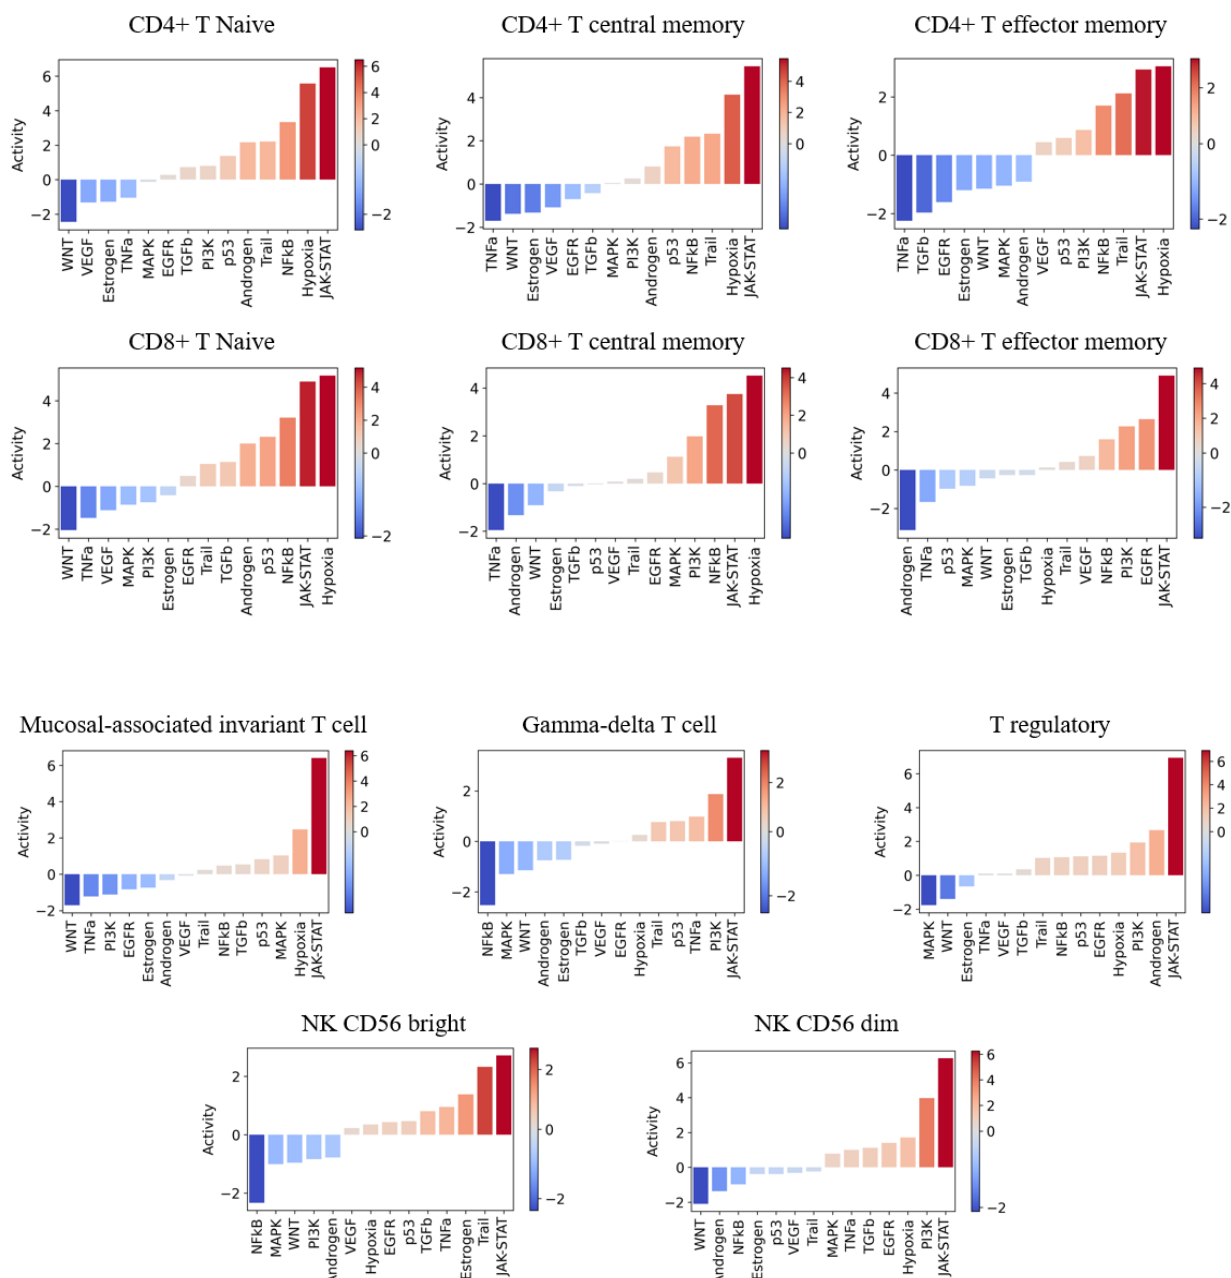 CD4+ T Naive
CD4+ T central memory
CD4+ T effector memory
Activity
6
4
2
0
−2
6
4
2
0
−2
WNT
VEGF
Estrogen
TNFa
MAPK
EGFR
TGFb
PI3K
p53
Androgen
Trail
NFkB
Hypoxia
JAK-STAT
Activity
4
2
0
−2
4
2
0
TNFa
WNT
Estrogen
VEGF
EGFR
TGFb
MAPK
PI3K
Androgen
p53
NFkB
Trail
Hypoxia
JAK-STAT
Activity
2
0
−2
2
0
−2
TNFa
TGFb
EGFR
Estrogen
WNT
MAPK
Androgen
VEGF
p53
PI3K
NFkB
Trail
JAK-STAT
Hypoxia
CD8+ T Naive
CD8+ T central memory
CD8+ T effector memory
Activity
4
2
0
−2
4
2
0
−2
WNT
TNFa
VEGF
MAPK
PI3K
Estrogen
EGFR
Trail
TGFb
Androgen
p53
NFkB
JAK-STAT
Hypoxia
Activity
4
2
0
−2
4
2
0
TNFa
Androgen
WNT
Estrogen
TGFb
p53
VEGF
Trail
EGFR
MAPK
PI3K
NFkB
JAK-STAT
Hypoxia
Activity
4
2
0
−2
4
2
0
−2
Androgen
TNFa
p53
MAPK
WNT
Estrogen
TGFb
Hypoxia
Trail
VEGF
NFkB
PI3K
EGFR
JAK-STAT
Mucosal-associated invariant T cell
Gamma-delta T cell
T regulatory
Activity
6
4
2
0
−2
6
4
2
0
WNT
TNFa
PI3K
EGFR
Estrogen
Androgen
VEGF
Trail
NFkB
TGFb
p53
MAPK
Hypoxia
JAK-STAT
Activity
2
0
−2
2
0
−2
NFkB
MAPK
WNT
Androgen
Estrogen
TGFb
VEGF
EGFR
Hypoxia
Trail
p53
TNFa
PI3K
JAK-STAT
Activity
6
4
2
0
−2
6
4
2
0
MAPK
WNT
Estrogen
TNFa
VEGF
TGFb
Trail
NFkB
p53
EGFR
Hypoxia
PI3K
Androgen
JAK-STAT
NK CD56 bright
NK CD56 dim
Activity
2
0
−2
2
0
−2
NFkB
MAPK
WNT
PI3K
Androgen
VEGF
Hypoxia
EGFR
p53
TGFb
TNFa
Estrogen
Trail
JAK-STAT
Activity
6
4
2
0
−2
6
4
2
0
−2
WNT
Androgen
NFkB
Estrogen
p53
VEGF
Trail
MAPK
TNFa
TGFb
EGFR
Hypoxia
PI3K
JAK-STAT